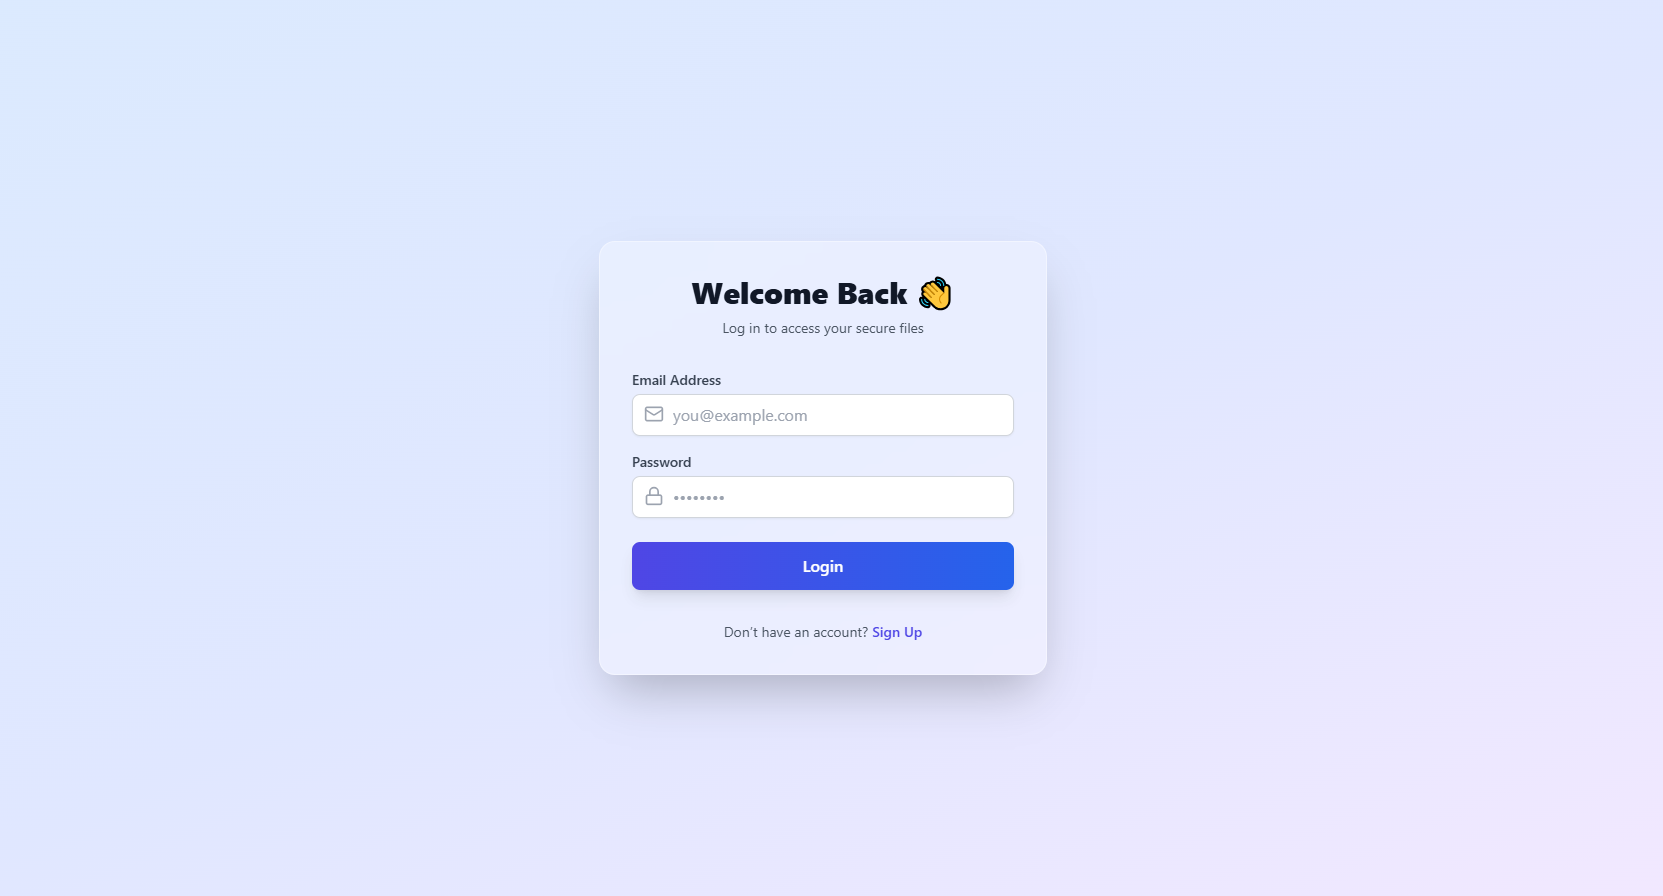 Welcome Back 👋
Log in to access your secure files
Email Address
you@example.com
Password
••••••••
Login
Don’t have an account? Sign Up